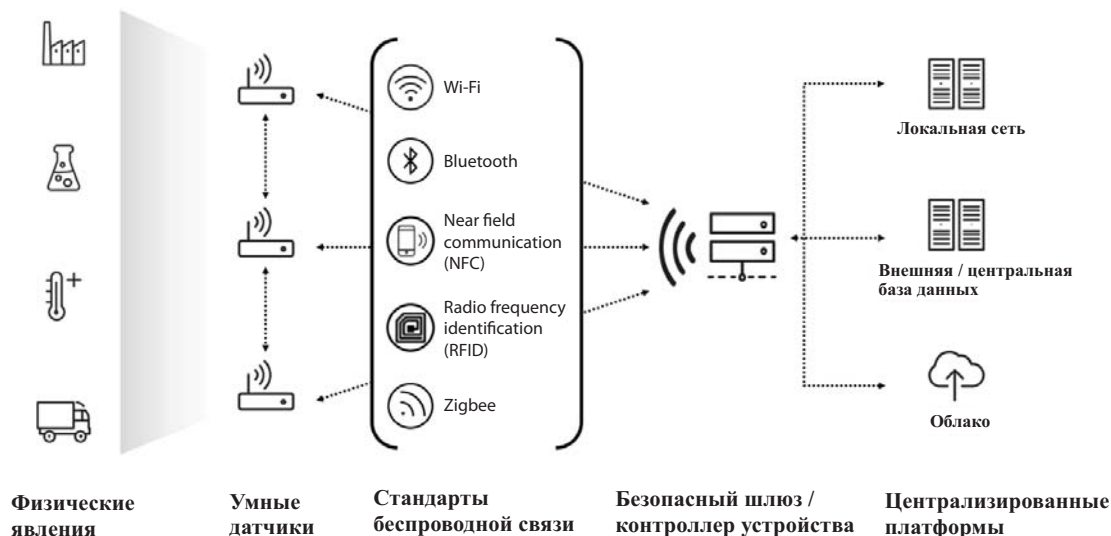 Wi-Fi
Bluetooth
Near field
communication
(NFC)
Radio frequency
identification
(RFID)
Zigbee
Локальная сеть
Внешняя / центральная
база данных
Облако
Физические
явления
Умные
датчики
Стандарты
беспроводной связи
Безопасный шлюз /
контроллер устройства
Централизированные
платформы